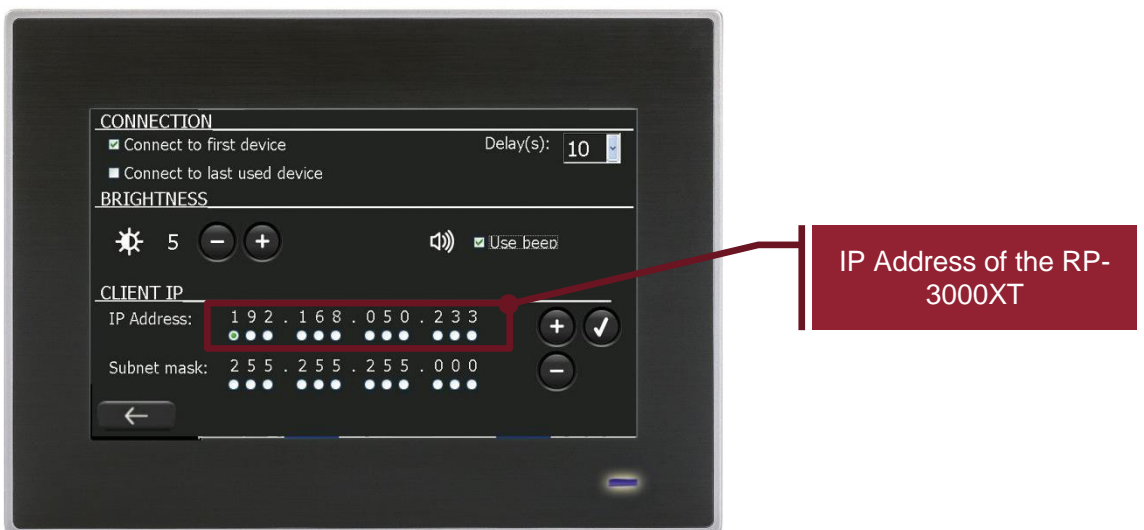 CONNECTION
Connect to first device
Delay(s): 10
Connect to last used device
BRIGHTNESS
5 - +
Use beep
CLIENT IP
IP Address: 192.168.050.233
+ ✓
Subnet mask: 255.255.255.000
-
IP Address of the RP-
3000XT